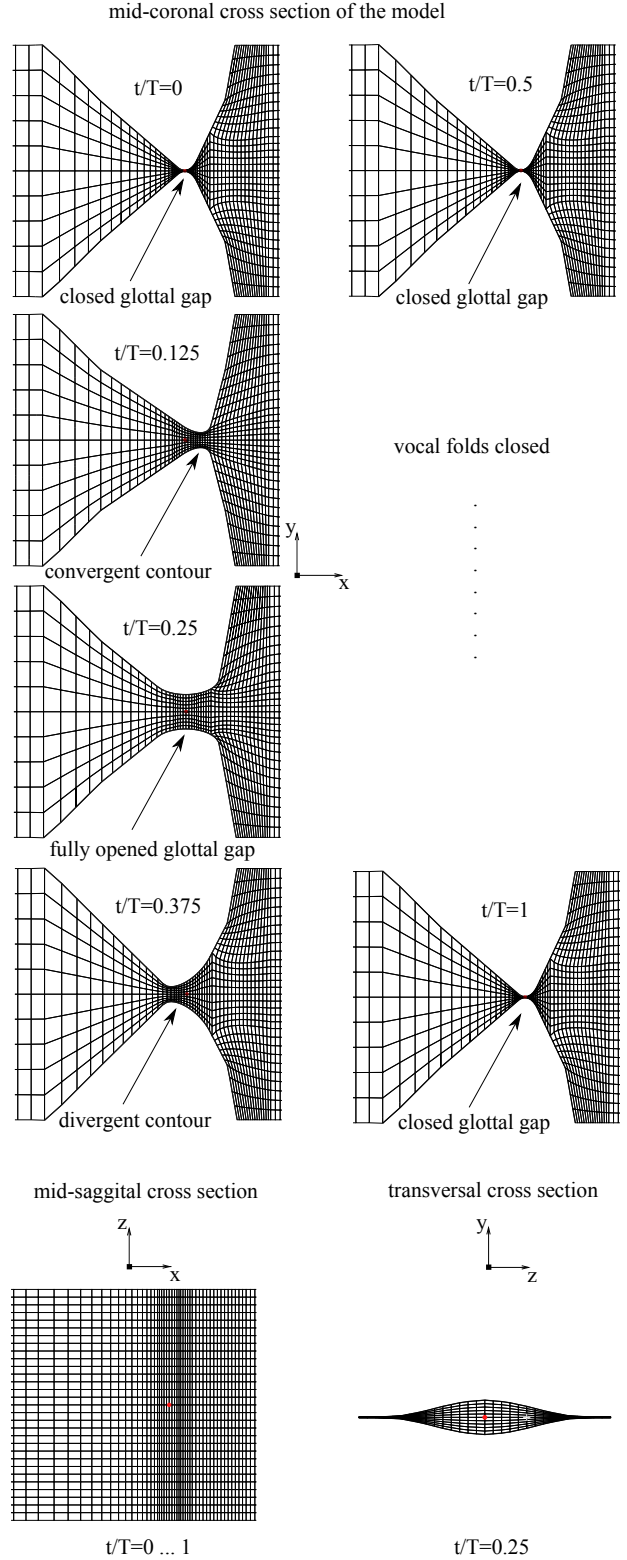 mid-coronal cross section of the model
t/T=0
t/T=0.5
closed glottal gap
closed glottal gap
t/T=0.125
vocal folds closed
convergent contour
y
x
t/T=0.25
fully opened glottal gap
t/T=0.375
t/T=1
divergent contour
closed glottal gap
mid-saggital cross section
transversal cross section
z
x
y
z
t/T=0 ... 1
t/T=0.25